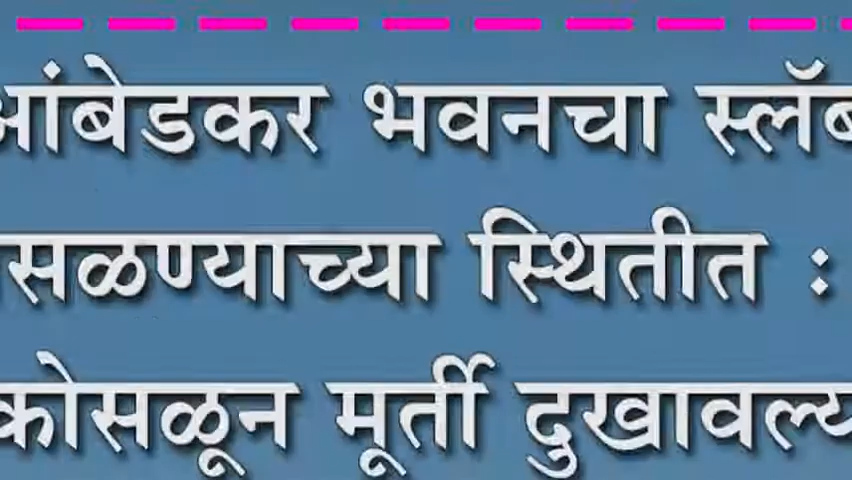 आंबेडकर भवनचा स्लॅब
सळण्याच्या स्थितीत :
कोसळून मूर्ती दुखावल्य